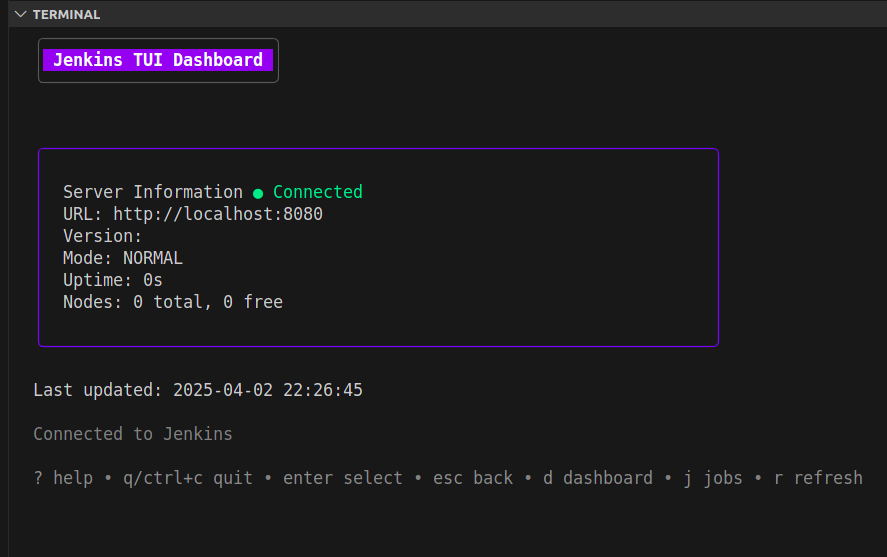 TERMINAL
Jenkins TUI Dashboard
Server Information ● Connected
URL: http://localhost:8080
Version:
Mode: NORMAL
Uptime: 0s
Nodes: 0 total, 0 free
Last updated: 2025-04-02 22:26:45
Connected to Jenkins
? help • q/ctrl+c quit • enter select • esc back • d dashboard • j jobs • r refresh